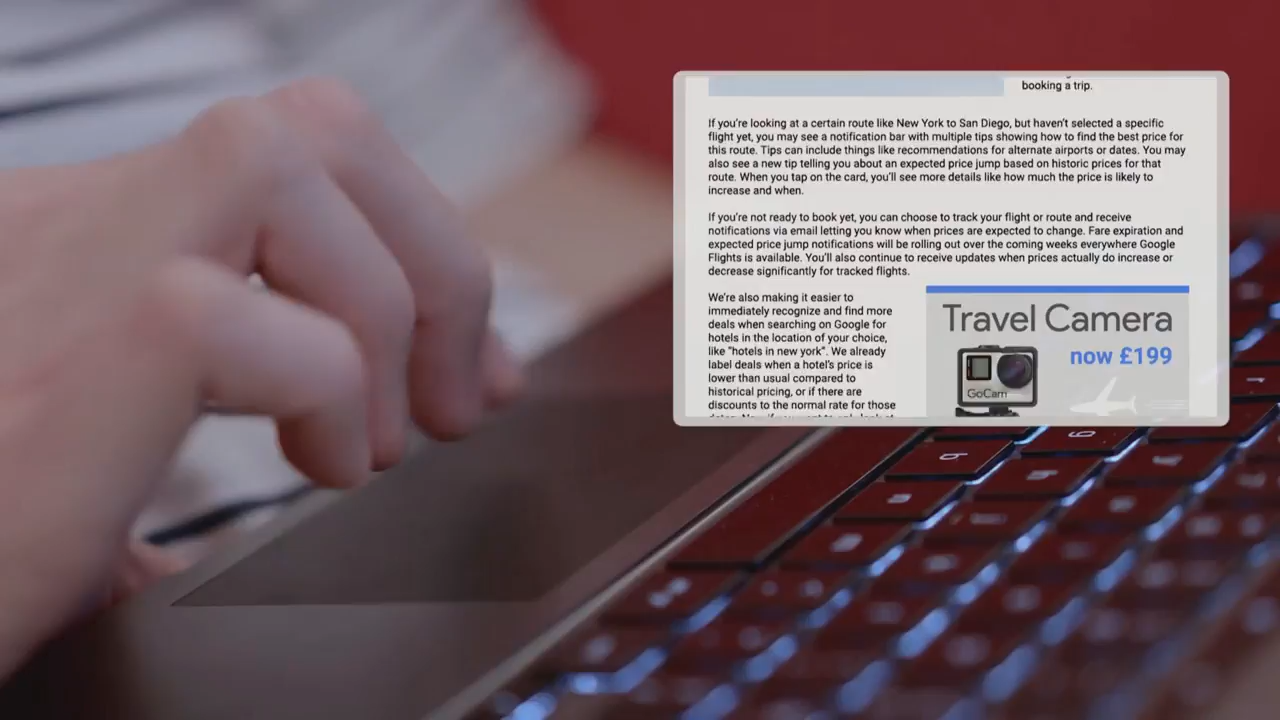 booking a trip.
If you're looking at a certain route like New York to San Diego, but haven't selected a specific
flight yet, you may see a notification bar with multiple tips showing how to find the best price for
this route. Tips can include things like recommendations for alternate airports or dates. You may
also see a new tip telling you about an expected price jump based on historic prices for that
route. When you tap on the card, you'll see more details like how much the price is likely to
increase and when.
If you're not ready to book yet, you can choose to track your flight or route and receive
notifications via email letting you know when prices are expected to change. Fare expiration and
expected price jump notifications will be rolling out over the coming weeks everywhere Google
Flights is available. You'll also continue to receive updates when prices actually do increase or
decrease significantly for tracked flights.
We're also making it easier to
immediately recognize and find more
deals when searching on Google for
hotels in the location of your choice,
like "hotels in new york". We already
label deals when a hotel's price is
lower than usual compared to
historical pricing, or if there are
discounts to the normal rate for those
Travel Camera
now £199
GoCam